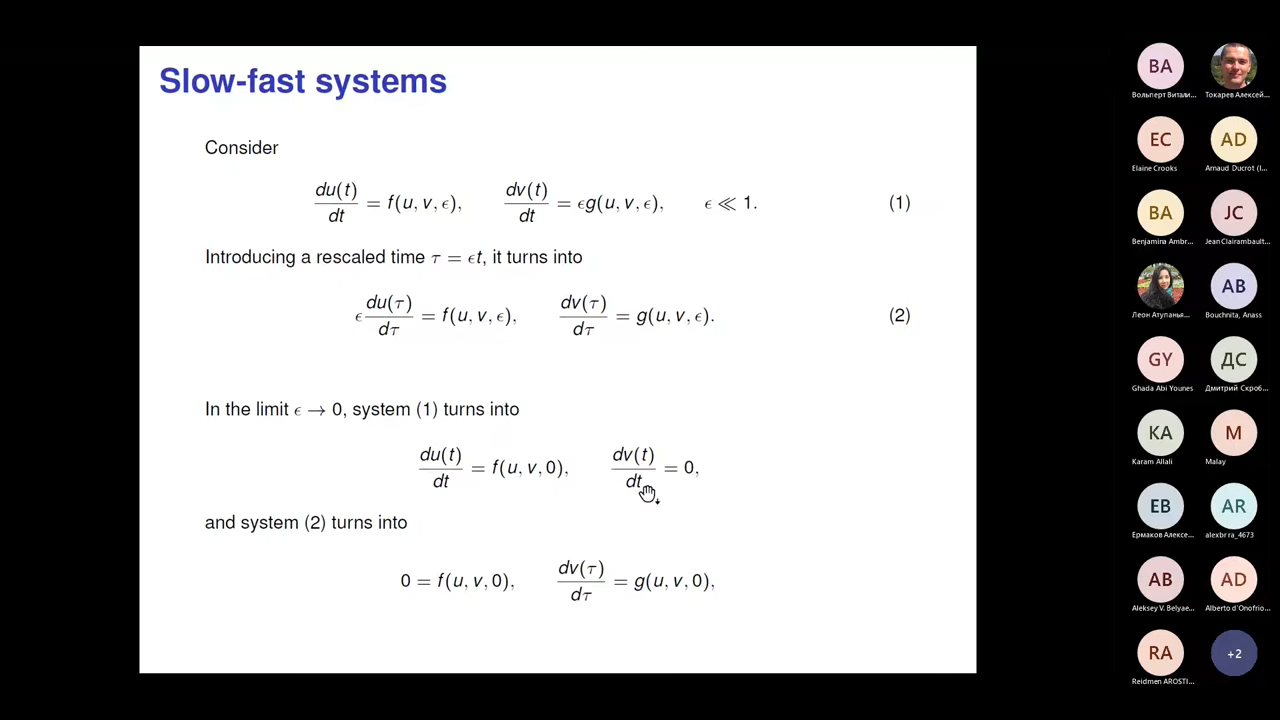 Slow-fast systems
Consider
du(t)/dt = f(u, v, ϵ), dv(t)/dt = ϵg(u, v, ϵ), ϵ ≪ 1. (1)
Introducing a rescaled time τ = ϵt, it turns into
ϵ du(τ)/dτ = f(u, v, ϵ), dv(τ)/dτ = g(u, v, ϵ). (2)
In the limit ϵ → 0, system (1) turns into
du(t)/dt = f(u, v, 0), dv(t)/dt = 0,
and system (2) turns into
0 = f(u, v, 0), dv(τ)/dτ = g(u, v, 0),
BA
Вольперт Витали...
Токарев Алексей...
EC
AD
Elaine Crooks
Arnaud Ducrot (I...
BA
JC
Benjamina Ambr...
Jean Clairambault...
AB
Леон Атупанья...
Bouchnita, Anass
GY
ДС
Ghada Abi Younes
Дмитрий Скроб...
KA
M
Karam Allali
Malay
EB
AR
Ермаков Алексе...
alexbrra_4673
AB
AD
Aleksey V. Belyae...
Alberto d'Onofrio...
RA
+2
Reidmen AROSTI...